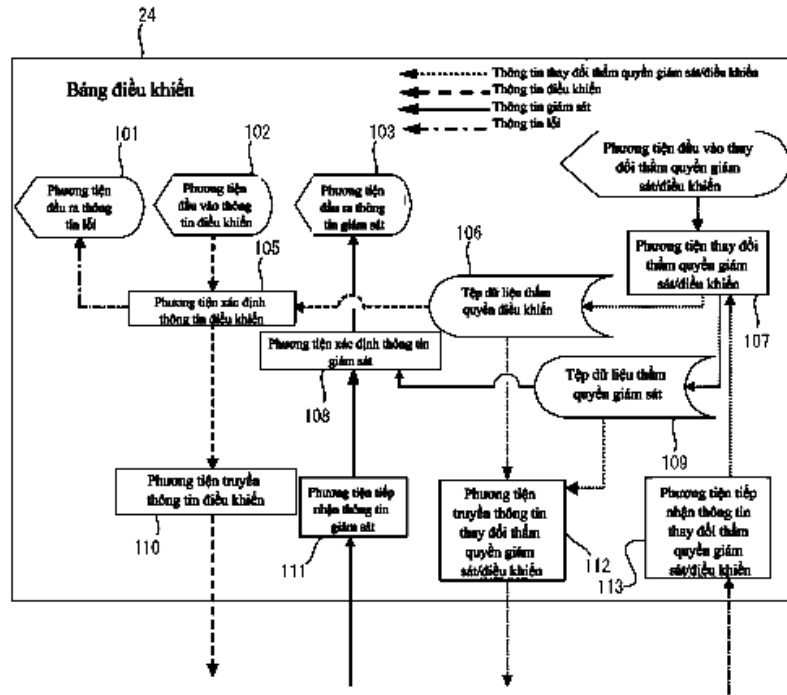 24
Bảng điều khiển
Thông tin thay đổi thẩm quyền giám sát/điều khiển
Thông tin điều khiển
Thông tin giám sát
Thông tin lỗi
101
102
103
Phương tiện
đầu ra thông
tin lỗi
Phương tiện
đầu vào thông
tin điều khiển
Phương tiện
đầu ra thông
tin giám sát
Phương tiện đầu vào thay
đổi thẩm quyền giám
sát/điều khiển
105
106
Phương tiện thay đổi
thẩm quyền giám
sát/điều khiển
107
Phương tiện xác định
thông tin điều khiển
Tệp dữ liệu thẩm
quyền điều khiển
Phương tiện xác định thông tin
giám sát
108
Tệp dữ liệu thẩm
quyền giám sát
109
Phương tiện truyền
thông tin điều khiển
110
Phương tiện tiếp
nhận thông tin
giám sát
111
Phương tiện
truyền thông tin
thay đổi thẩm
quyền giám
sát/điều khiển
112
Phương tiện tiếp
nhận thông tin
thay đổi thẩm
quyền giám
sát/điều khiển
113